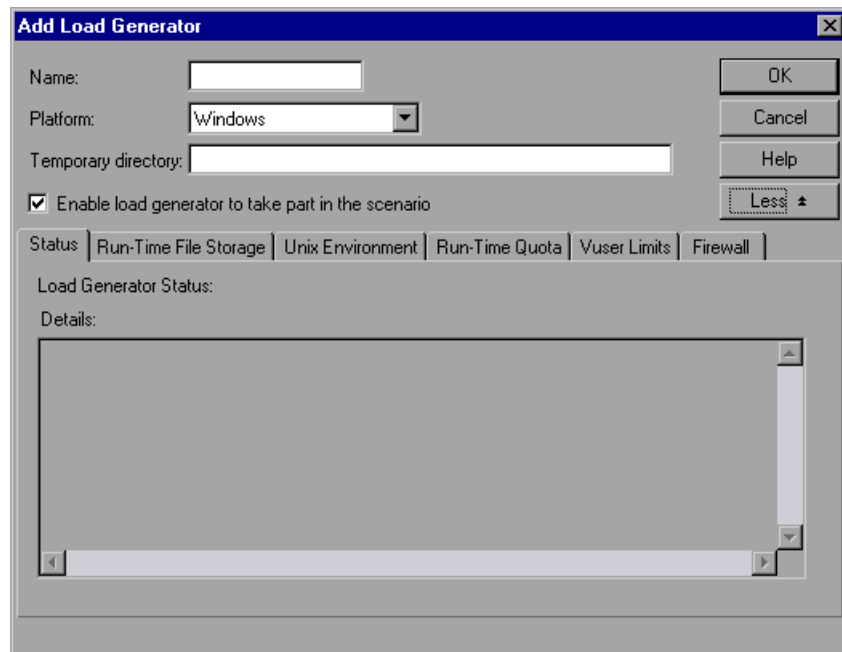 Add Load Generator
Name:
OK
Platform:
Windows
Cancel
Temporary directory:
Help
Enable load generator to take part in the scenario
Less
Status
Run-Time File Storage
Unix Environment
Run-Time Quota
Vuser Limits
Firewall
Load Generator Status:
Details: